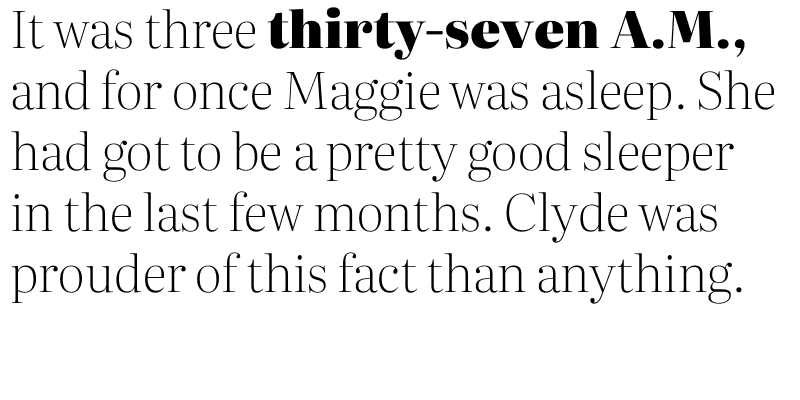 It was three thirty-seven A.M.,
and for once Maggie was asleep. She
had got to be a pretty good sleeper
in the last few months. Clyde was
prouder of this fact than anything.